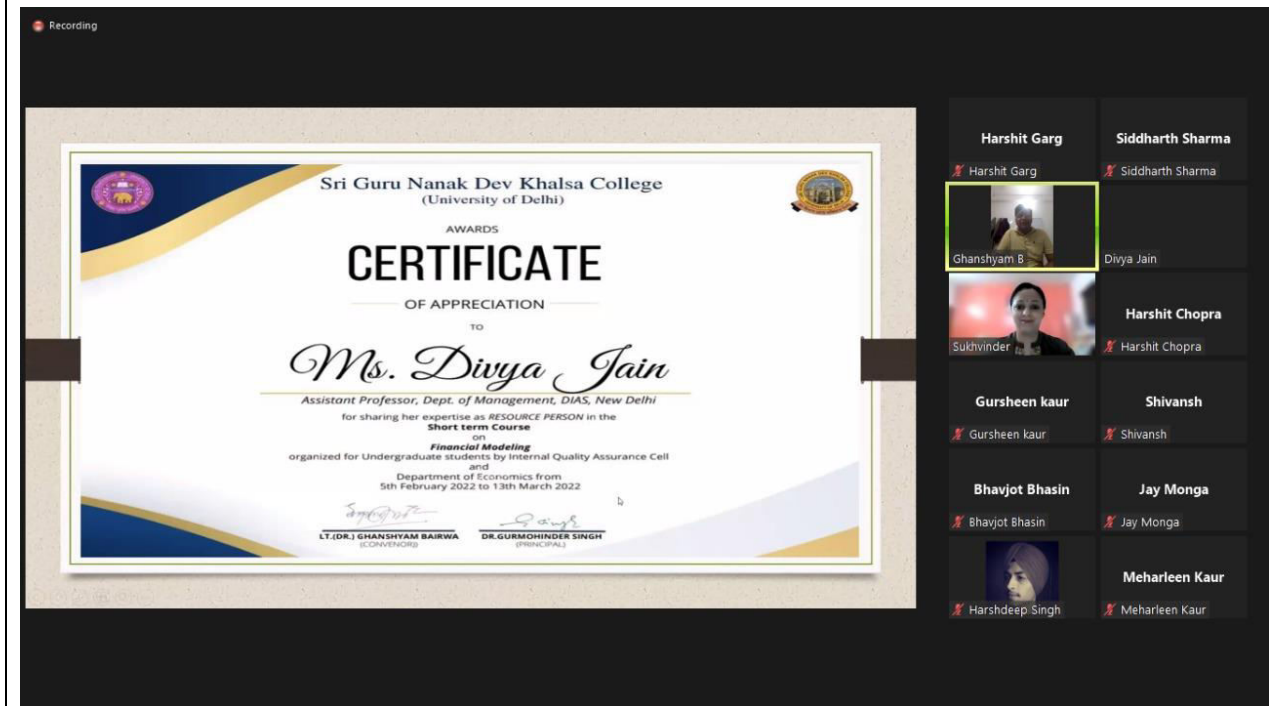 Recording
Sri Guru Nanak Dev Khalsa College
(University of Delhi)
AWARDS
CERTIFICATE
OF APPRECIATION
TO
Ms. Divya Jain
Assistant Professor, Dept. of Management, DIAS, New Delhi
for sharing her expertise as RESOURCE PERSON in the
Short term Course
on
Financial Modeling
organized for Undergraduate students by Internal Quality Assurance Cell
and
Department of Economics from
5th February 2022 to 13th March 2022
LT.(DR.) GHANSHYAM BAIRWA
(CONVENOR)
DR.GURMOHINDER SINGH
(PRINCIPAL)
Harshit Garg
Harshit Garg
Siddharth Sharma
Siddharth Sharma
Ghanshyam B
Divya Jain
Sukhvinder
Harshit Chopra
Harshit Chopra
Gursheen kaur
Gursheen kaur
Shivansh
Shivansh
Bhavjot Bhasin
Bhavjot Bhasin
Jay Monga
Jay Monga
Harshdeep Singh
Meharleen Kaur
Meharleen Kaur